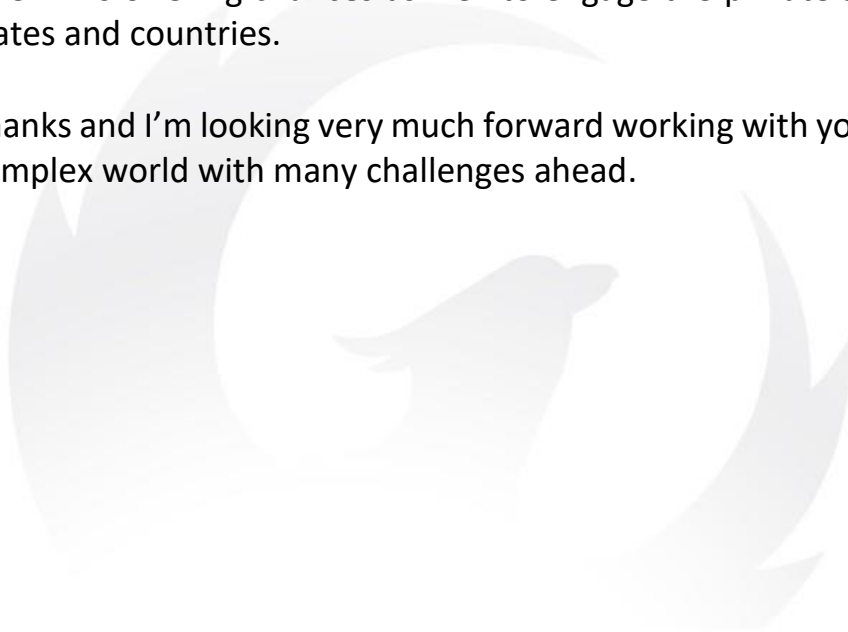 ates and countries.
anks and I’m looking very much forward working with yo
mplex world with many challenges ahead.